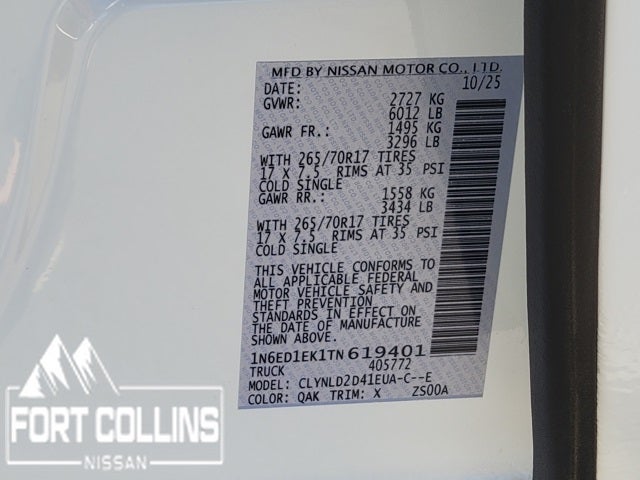 MFD BY NISSAN MOTOR CO., LTD.
DATE: 10/25
GVWR: 2727 KG
6012 LB
GAWR FR.: 1495 KG
3296 LB
WITH 265/70R17 TIRES
17 X 7.5 RIMS AT 35 PSI
COLD SINGLE
GAWR RR.: 1558 KG
3434 LB
WITH 265/70R17 TIRES
17 X 7.5 RIMS AT 35 PSI
COLD SINGLE
THIS VEHICLE CONFORMS TO
ALL APPLICABLE FEDERAL
MOTOR VEHICLE SAFETY AND
THEFT PREVENTION
STANDARDS IN EFFECT ON
THE DATE OF MANUFACTURE
SHOWN ABOVE.
1N6ED1EK1TN619401
TRUCK 405772
MODEL: CLYNLD2D41EUA-C--E
COLOR: QAK TRIM: X ZS00A
FORT COLLINS
NISSAN